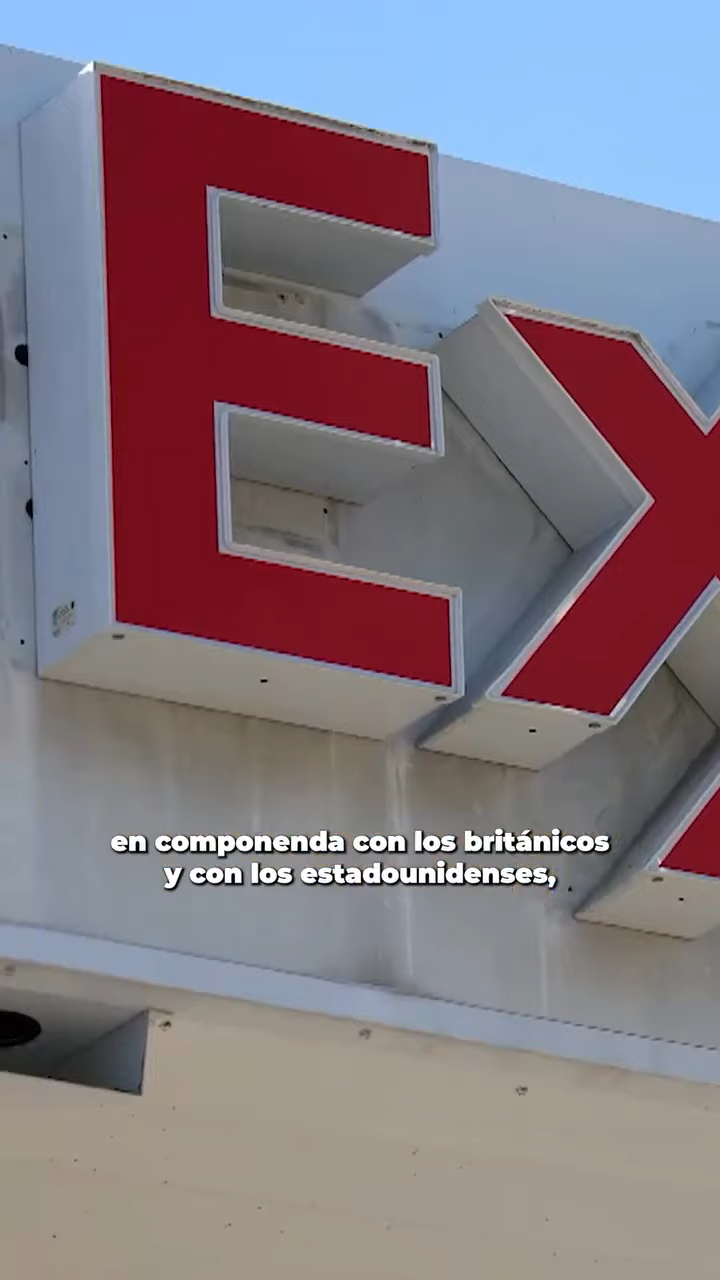 EX
en componenda con los británicos
y con los estadounidenses,